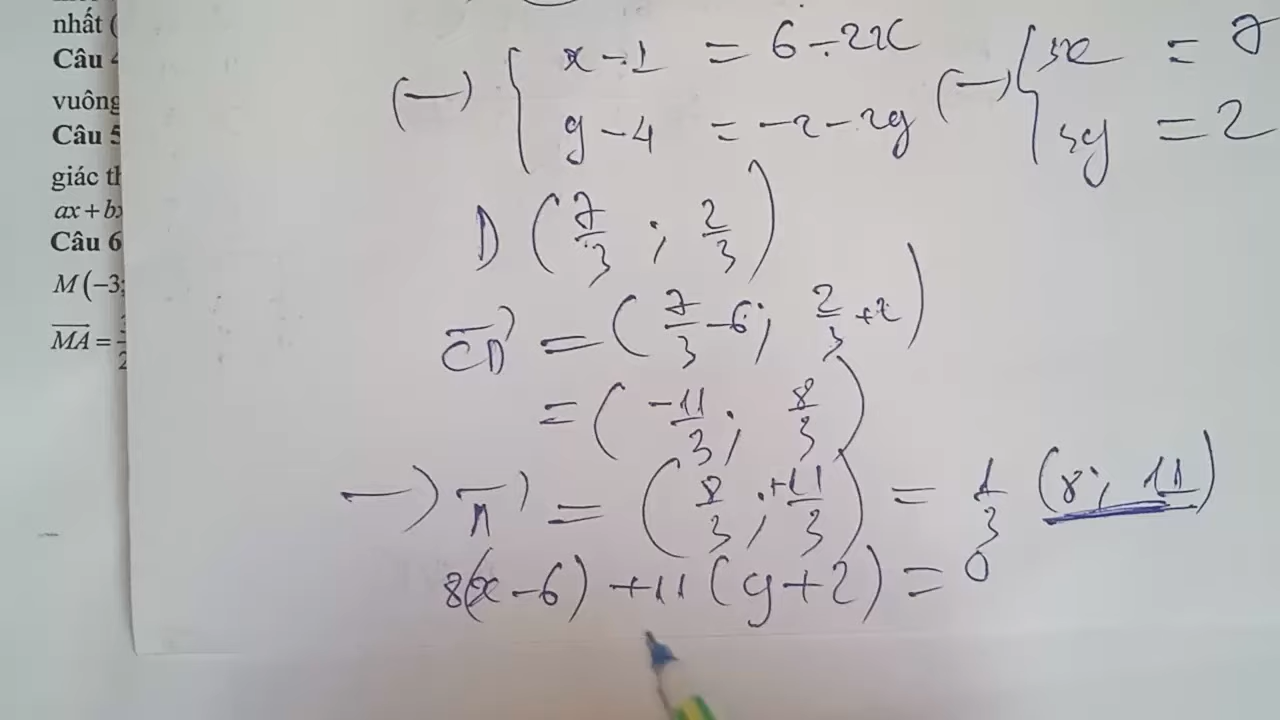 nhất (
Câu 4
vuông
Câu 5
giác th
ax + bx
Câu 6
M(−3;
MA =
(—) { x − 1 = 6 − 2x (—) { 3x = 7
y − 4 = −2 − 2y 3y = 2
D ( 7/3 ; 2/3 )
CD = ( 7/3 − 6 ; 2/3 + 2 )
= ( −11/3 ; 8/3 )
—) n = ( 8/3 ; +11/3 ) = 1/3 (8; 11)
8(x − 6) + 11 (y + 2) = 0